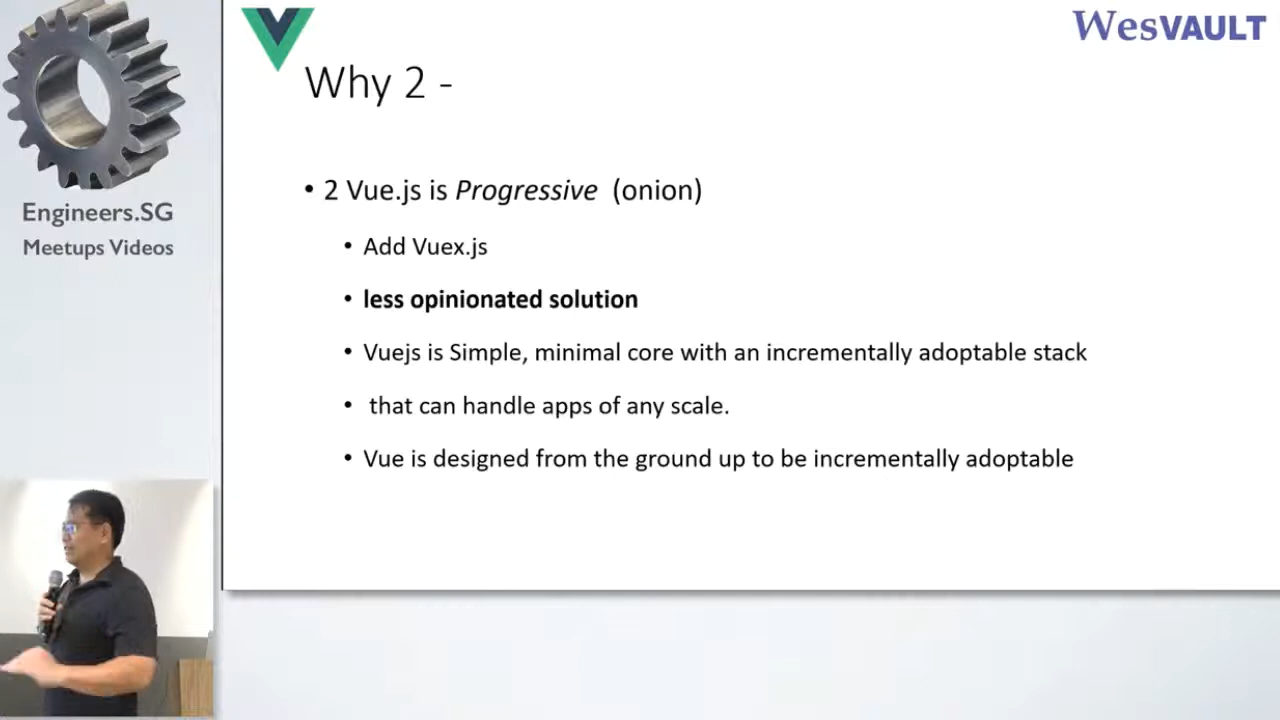 WesVAULT
Why 2 -
• 2 Vue.js is Progressive (onion)
• Add Vuex.js
• less opinionated solution
• Vuejs is Simple, minimal core with an incrementally adoptable stack
• that can handle apps of any scale.
• Vue is designed from the ground up to be incrementally adoptable
Engineers.SG
Meetups Videos